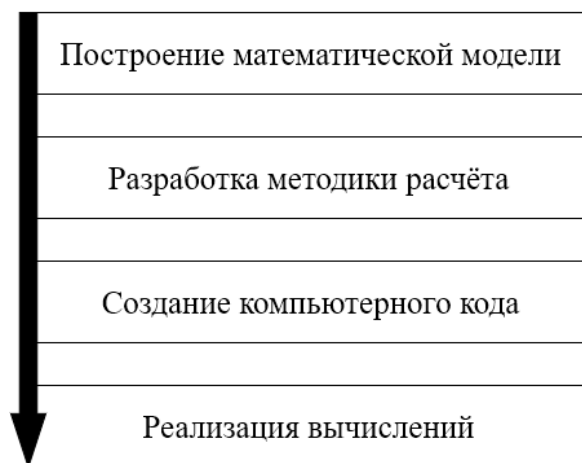 Построение математической модели
Разработка методики расчёта
Создание компьютерного кода
Реализация вычислений